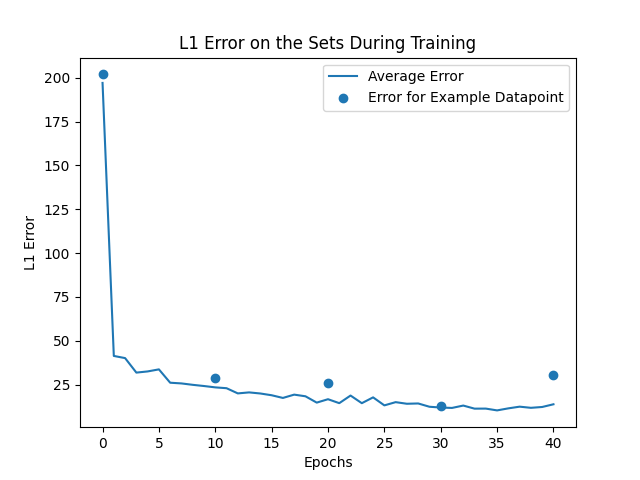 L1 Error on the Sets During Training
Average Error
Error for Example Datapoint
200
175
150
125
100
75
50
25
L1 Error
0 5 10 15 20 25 30 35 40
Epochs